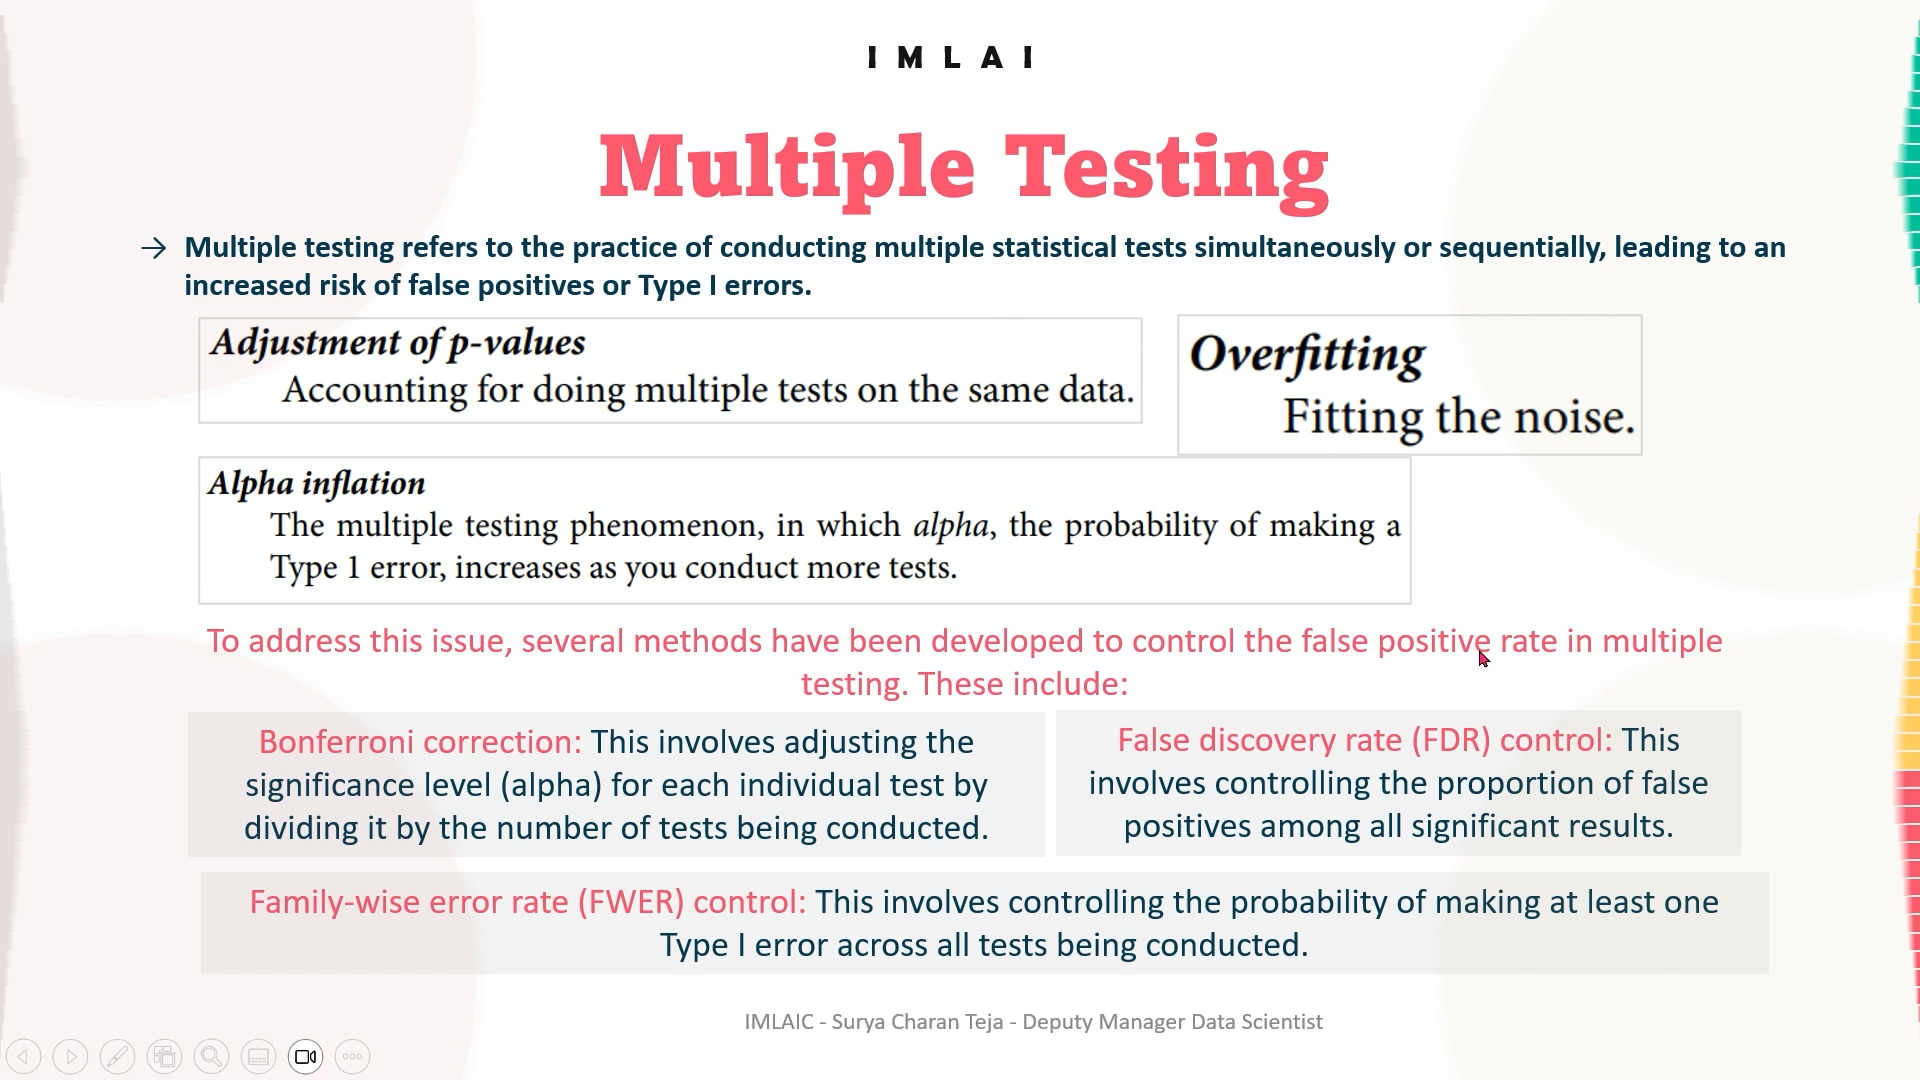 IMLAI
Multiple Testing
→ Multiple testing refers to the practice of conducting multiple statistical tests simultaneously or sequentially, leading to an
increased risk of false positives or Type I errors.
Adjustment of p-values
Accounting for doing multiple tests on the same data.
Overfitting
Fitting the noise.
Alpha inflation
The multiple testing phenomenon, in which alpha, the probability of making a
Type 1 error, increases as you conduct more tests.
To address this issue, several methods have been developed to control the false positive rate in multiple
testing. These include:
Bonferroni correction: This involves adjusting the
significance level (alpha) for each individual test by
dividing it by the number of tests being conducted.
False discovery rate (FDR) control: This
involves controlling the proportion of false
positives among all significant results.
Family-wise error rate (FWER) control: This involves controlling the probability of making at least one
Type I error across all tests being conducted.
IMLAIC - Surya Charan Teja - Deputy Manager Data Scientist